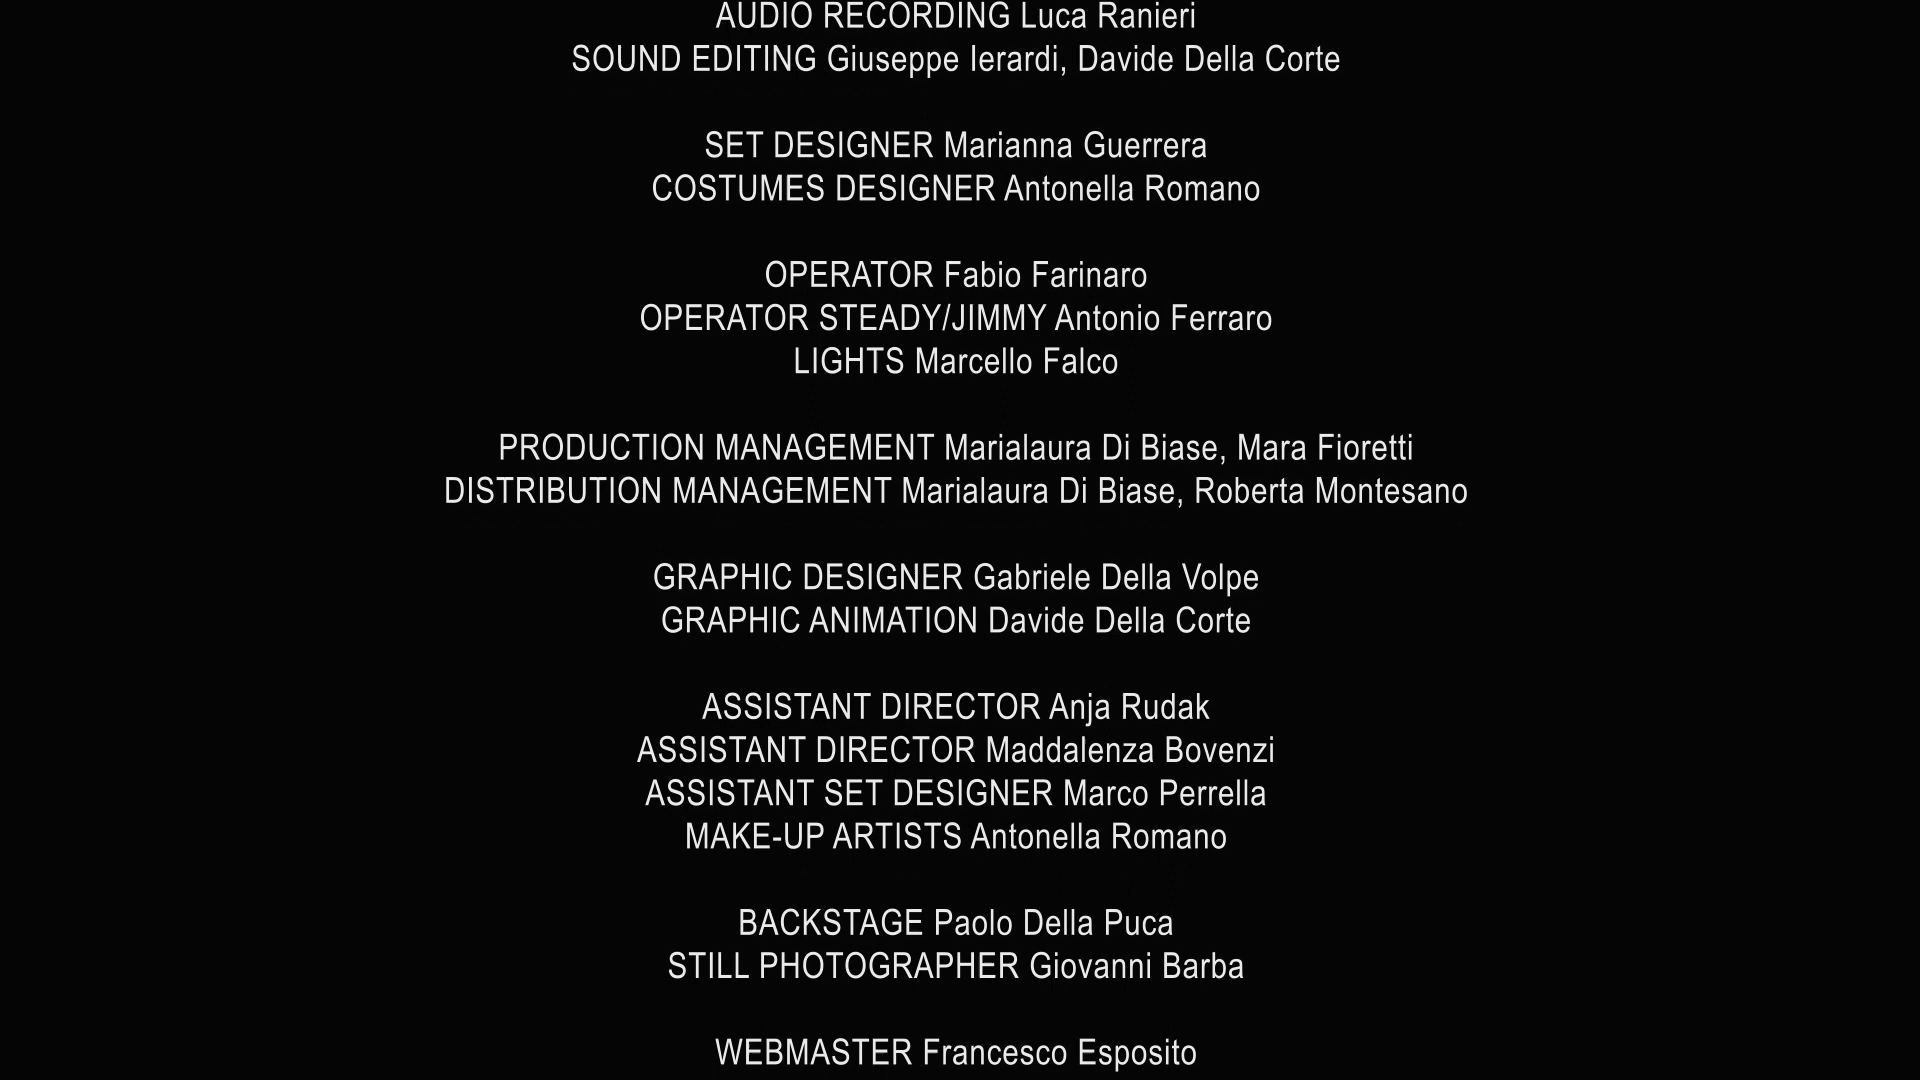 AUDIO RECORDING Luca Ranieri
SOUND EDITING Giuseppe Ierardi, Davide Della Corte
SET DESIGNER Marianna Guerrera
COSTUMES DESIGNER Antonella Romano
OPERATOR Fabio Farinaro
OPERATOR STEADY/JIMMY Antonio Ferraro
LIGHTS Marcello Falco
PRODUCTION MANAGEMENT Marialaura Di Biase, Mara Fioretti
DISTRIBUTION MANAGEMENT Marialaura Di Biase, Roberta Montesano
GRAPHIC DESIGNER Gabriele Della Volpe
GRAPHIC ANIMATION Davide Della Corte
ASSISTANT DIRECTOR Anja Rudak
ASSISTANT DIRECTOR Maddalenza Bovenzi
ASSISTANT SET DESIGNER Marco Perrella
MAKE-UP ARTISTS Antonella Romano
BACKSTAGE Paolo Della Puca
STILL PHOTOGRAPHER Giovanni Barba
WEBMASTER Francesco Esposito